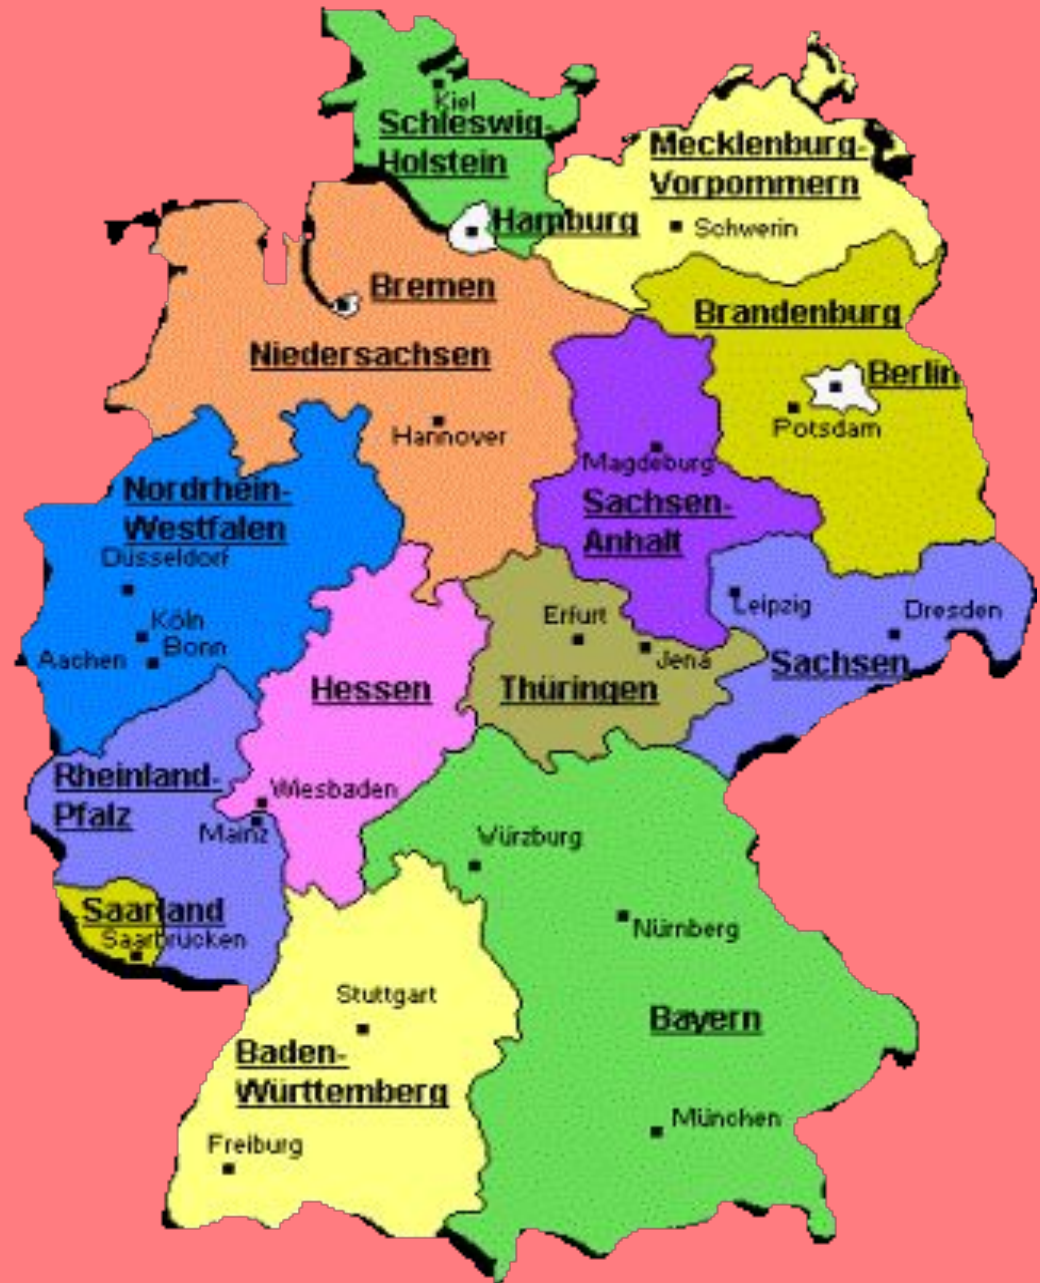 Kiel
Schleswig-
Holstein
Mecklenburg-
Vorpommern
Hamburg
Schwerin
Bremen
Brandenburg
Niedersachsen
Berlin
Potsdam
Hannover
Magdeburg
Nordrhein-
Westfalen
Sachsen-
Anhalt
Düsseldorf
Köln
Bonn
Aachen
Erfurt
Jena
Leipzig
Dresden
Sachsen
Hessen
Thüringen
Rheinland-
Pfalz
Wiesbaden
Mainz
Würzburg
Saarland
Saarbrücken
Nürnberg
Stuttgart
Bayern
Baden-
Württemberg
München
Freiburg